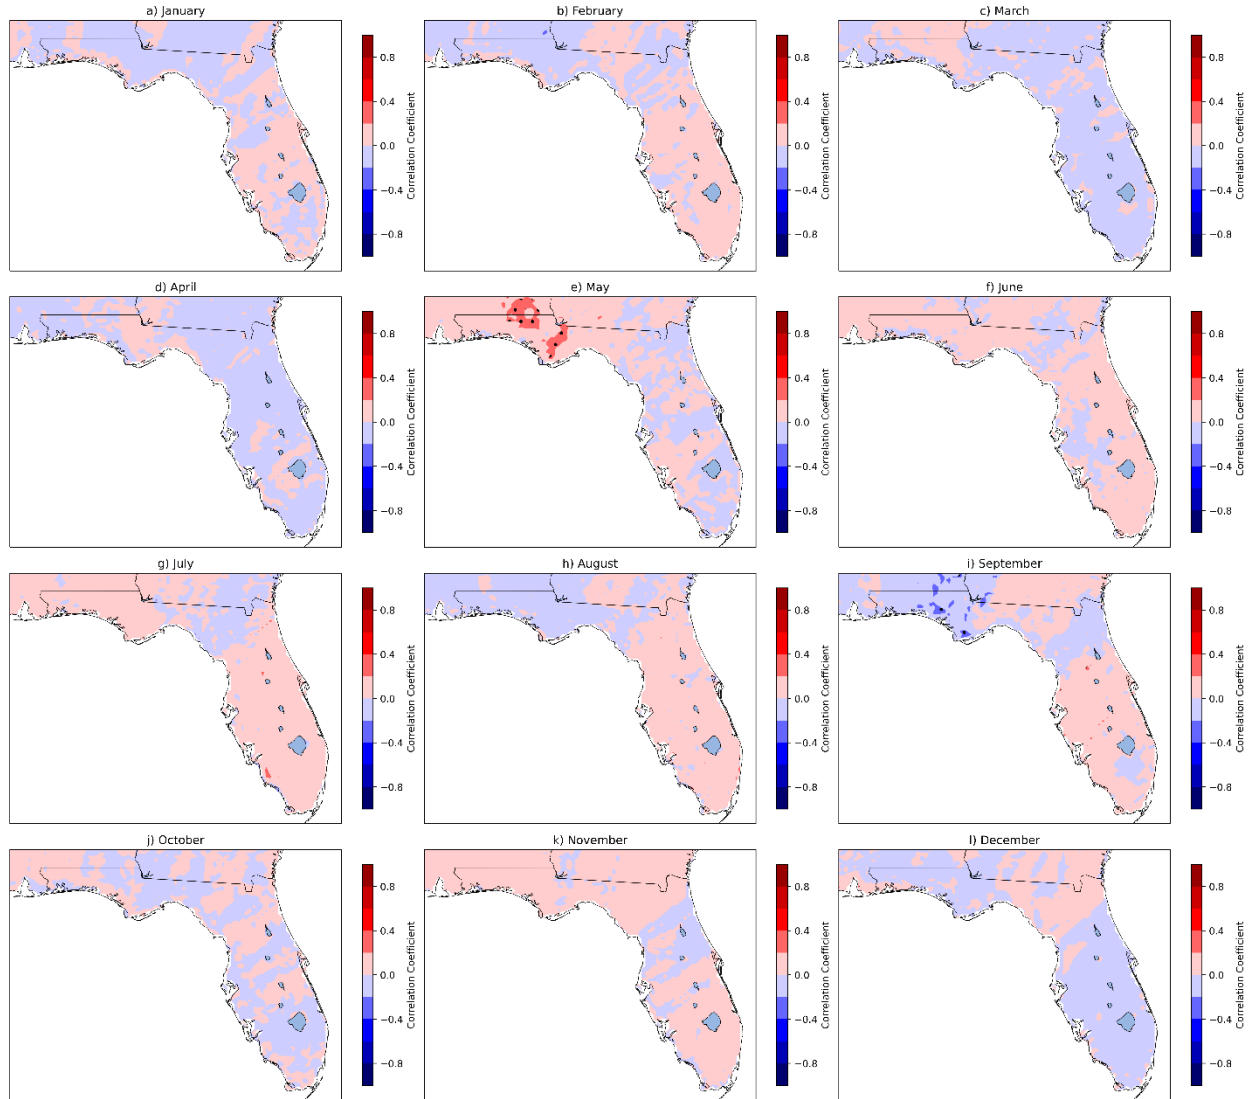 a) January
0.8
0.4
0.0
−0.4
−0.8
Correlation Coefficient
b) February
0.8
0.4
0.0
−0.4
−0.8
Correlation Coefficient
c) March
0.8
0.4
0.0
−0.4
−0.8
Correlation Coefficient
d) April
0.8
0.4
0.0
−0.4
−0.8
Correlation Coefficient
e) May
0.8
0.4
0.0
−0.4
−0.8
Correlation Coefficient
f) June
0.8
0.4
0.0
−0.4
−0.8
Correlation Coefficient
g) July
0.8
0.4
0.0
−0.4
−0.8
Correlation Coefficient
h) August
0.8
0.4
0.0
−0.4
−0.8
Correlation Coefficient
i) September
0.8
0.4
0.0
−0.4
−0.8
Correlation Coefficient
j) October
0.8
0.4
0.0
−0.4
−0.8
Correlation Coefficient
k) November
0.8
0.4
0.0
−0.4
−0.8
Correlation Coefficient
l) December
0.8
0.4
0.0
−0.4
−0.8
Correlation Coefficient